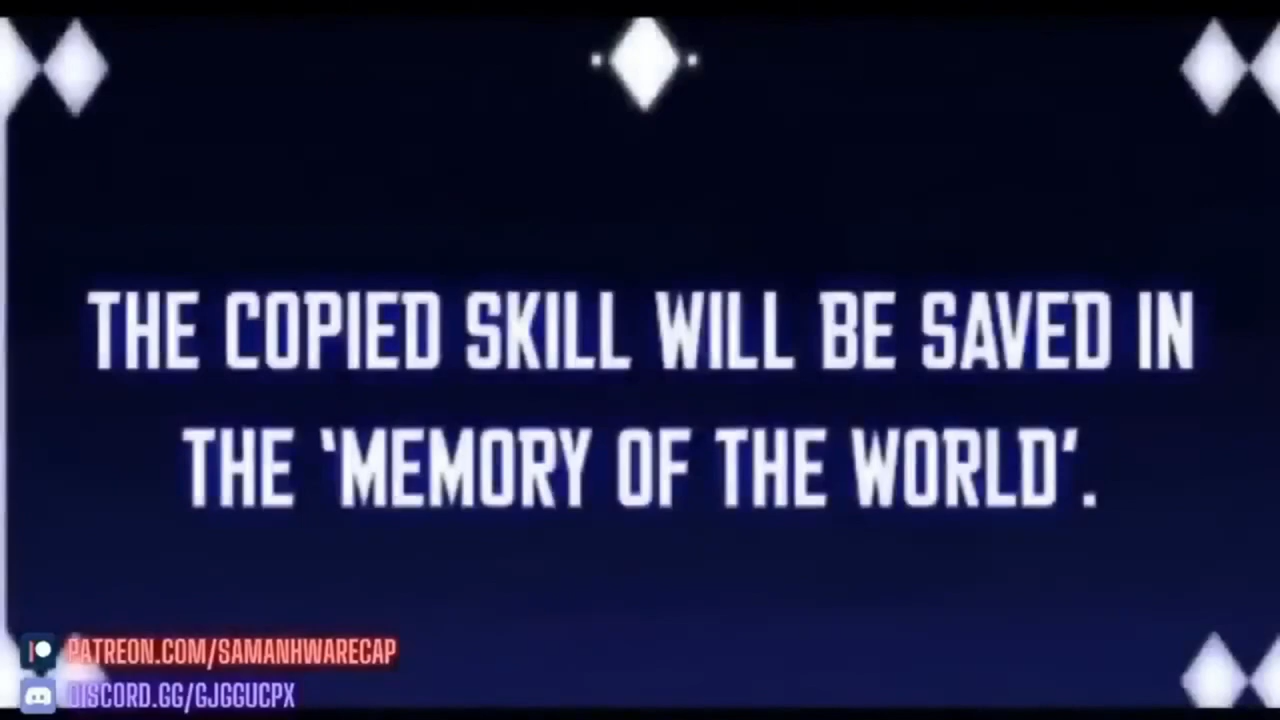 THE COPIED SKILL WILL BE SAVED IN
THE 'MEMORY OF THE WORLD'.
PATREON.COM/SAMANHWARECAP
DISCORD.GG/GJGGUCPX